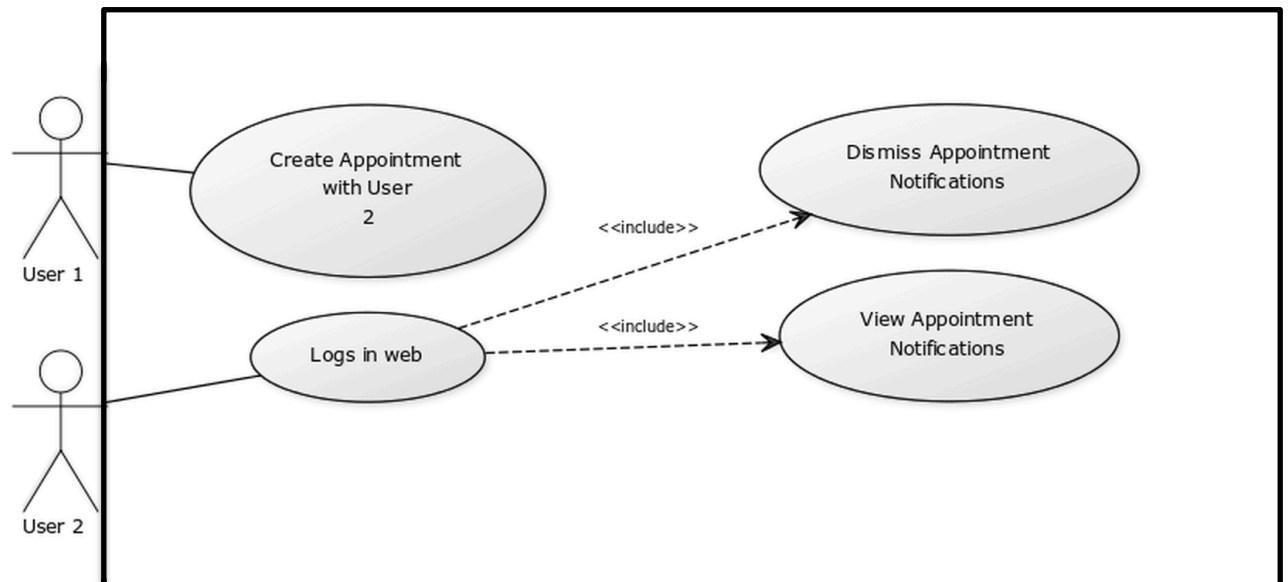 Create Appointment
with User
2
User 1
Dismiss Appointment
Notifications
<<include>>
<<include>>
View Appointment
Notifications
Logs in web
User 2